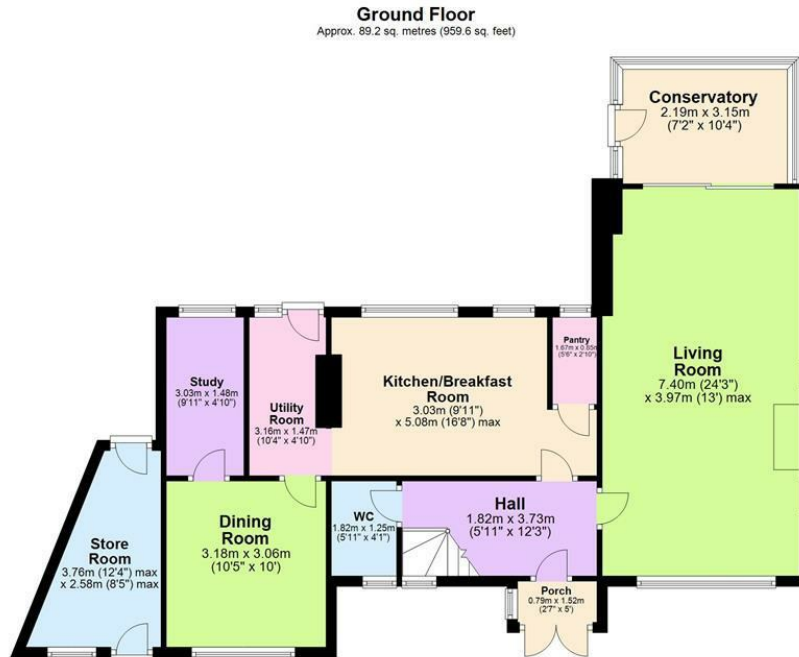 Ground Floor
Approx. 89.2 sq. metres (959.6 sq. feet)
Conservatory
2.19m x 3.15m
(7'2" x 10'4")
Pantry
1.67m x 0.85m
(5'6" x 2'10")
Study
3.03m x 1.48m
(9'11" x 4'10")
Utility
Room
3.16m x 1.47m
(10'4" x 4'10")
Kitchen/Breakfast
Room
3.03m (9'11")
x 5.08m (16'8") max
Living
Room
7.40m (24'3")
x 3.97m (13') max
Store
Room
3.76m (12'4") max
x 2.58m (8'5") max
Dining
Room
3.18m x 3.06m
(10'5" x 10')
WC
1.82m x 1.25m
(5'11" x 4'1")
Hall
1.82m x 3.73m
(5'11" x 12'3")
Porch
0.79m x 1.52m
(2'7" x 5')